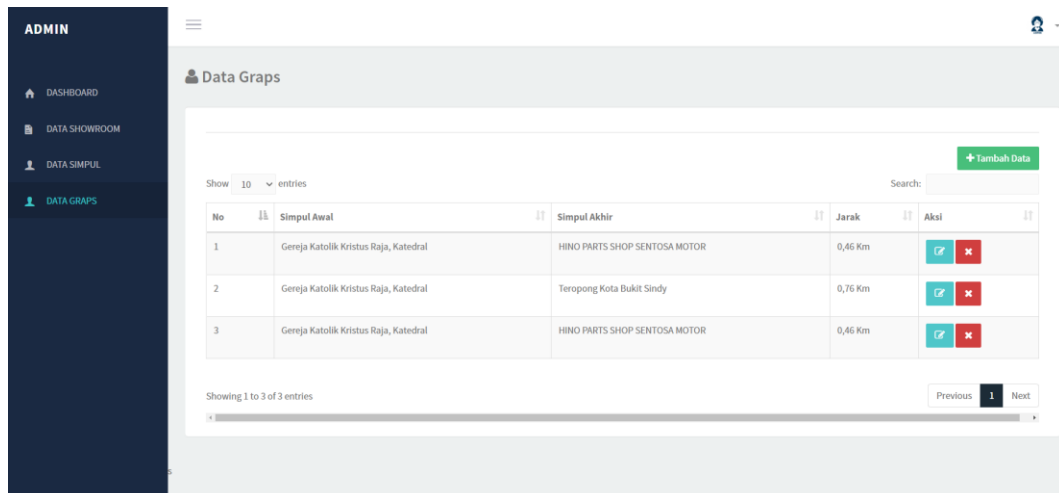 ADMIN
Data Graps
DASHBOARD
DATA SHOWROOM
DATA SIMPUL
DATA GRAPS
Tambah Data
Show 10 entries
Search:
No Simpul Awal Simpul Akhir Jarak Aksi
1 Gereja Katolik Kristus Raja, Katedral HINO PARTS SHOP SENTOSA MOTOR 0,46 Km
2 Gereja Katolik Kristus Raja, Katedral Teropong Kota Bukit Sindy 0,76 Km
3 Gereja Katolik Kristus Raja, Katedral HINO PARTS SHOP SENTOSA MOTOR 0,46 Km
Showing 1 to 3 of 3 entries
Previous 1 Next
s